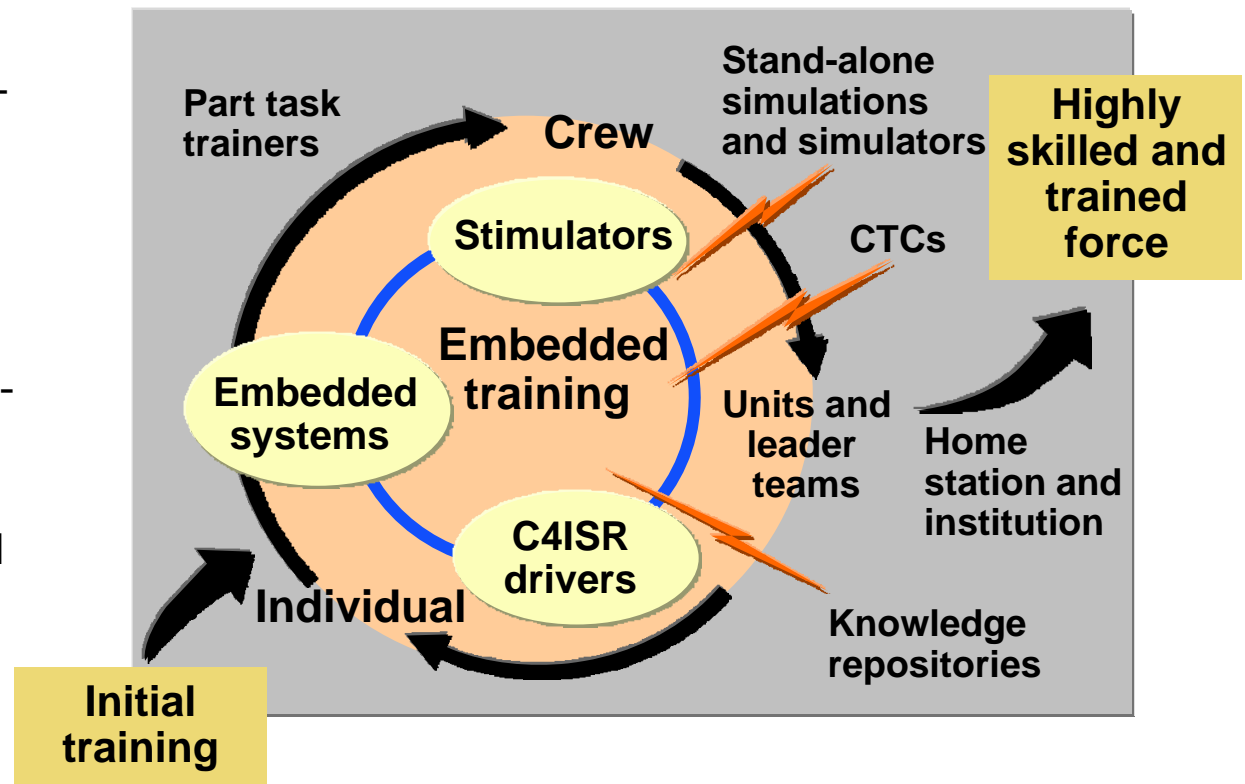 -
Part task
trainers
Crew
Stand-alone
simulations
and simulators
Highly
skilled and
trained
force
Stimulators
CTCs
Embedded
training
-
Embedded
systems
Units and
leader
teams
Home
station and
institution
C4ISR
drivers
Individual
Knowledge
repositories
Initial
training